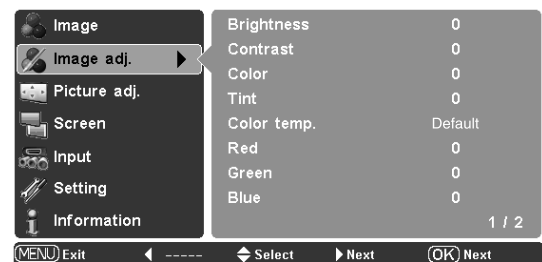 Image
Image adj.
Picture adj.
Screen
Input
Setting
Information
Brightness 0
Contrast 0
Color 0
Tint 0
Color temp. Default
Red 0
Green 0
Blue 0
1 / 2
MENU Exit ----- Select Next OK Next